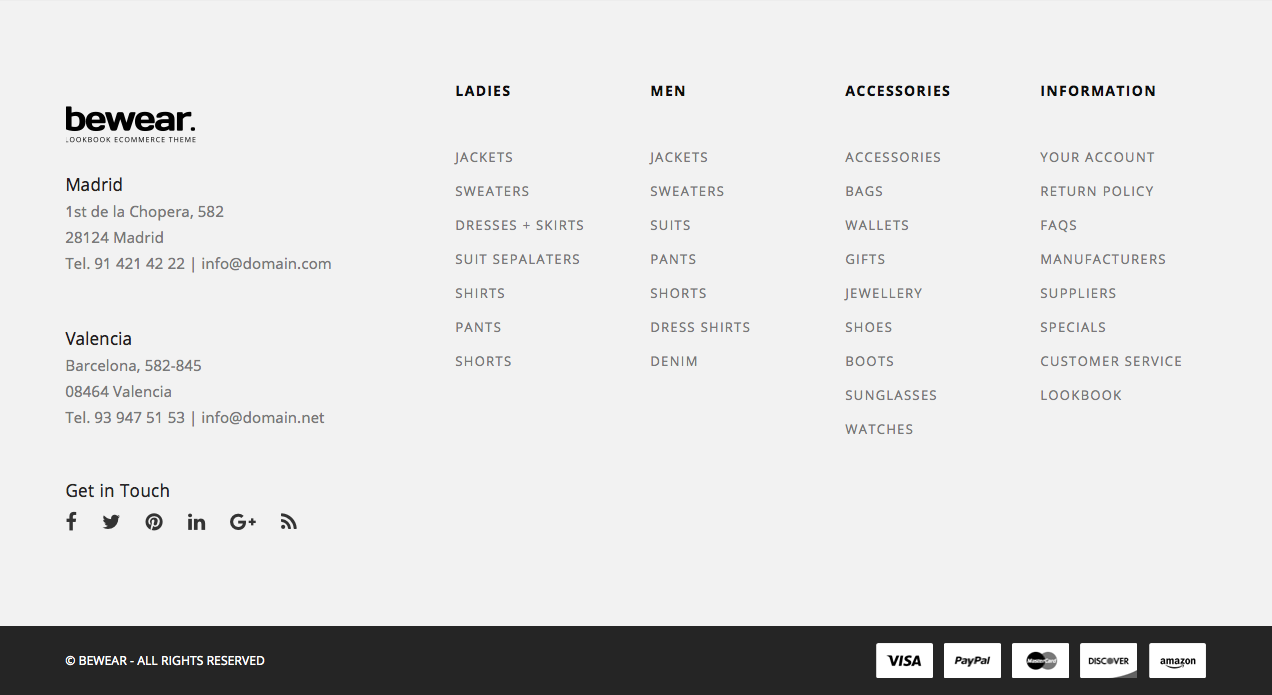 bewear.
LOOKBOOK ECOMMERCE THEME
Madrid
1st de la Chopera, 582
28124 Madrid
Tel. 91 421 42 22 | info@domain.com
Valencia
Barcelona, 582-845
08464 Valencia
Tel. 93 947 51 53 | info@domain.net
Get in Touch
LADIES
JACKETS
SWEATERS
DRESSES + SKIRTS
SUIT SEPALATERS
SHIRTS
PANTS
SHORTS
MEN
JACKETS
SWEATERS
SUITS
PANTS
SHORTS
DRESS SHIRTS
DENIM
ACCESSORIES
ACCESSORIES
BAGS
WALLETS
GIFTS
JEWELLERY
SHOES
BOOTS
SUNGLASSES
WATCHES
INFORMATION
YOUR ACCOUNT
RETURN POLICY
FAQS
MANUFACTURERS
SUPPLIERS
SPECIALS
CUSTOMER SERVICE
LOOKBOOK
© BEWEAR - ALL RIGHTS RESERVED
VISA
PayPal
MasterCard
DISCOVER
amazon